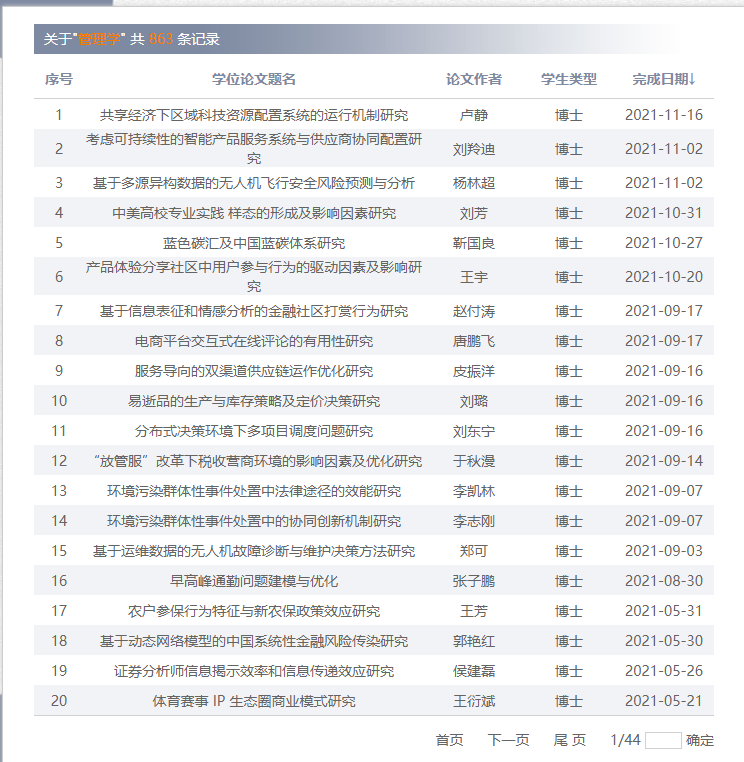 关于"管理学" 共 863 条记录
序号 学位论文题名 论文作者 学生类型 完成日期↓
1 共享经济下区域科技资源配置系统的运行机制研究 卢静 博士 2021-11-16
考虑可持续性的智能产品服务系统与供应商协同配置研
2 究 刘羚迪 博士 2021-11-02
3 基于多源异构数据的无人机飞行安全风险预测与分析 杨林超 博士 2021-11-02
4 中美高校专业实践 样态的形成及影响因素研究 刘芳 博士 2021-10-31
5 蓝色碳汇及中国蓝碳体系研究 靳国良 博士 2021-10-27
产品体验分享社区中用户参与行为的驱动因素及影响研
6 究 王宇 博士 2021-10-20
7 基于信息表征和情感分析的金融社区打赏行为研究 赵付涛 博士 2021-09-17
8 电商平台交互式在线评论的有用性研究 唐鹏飞 博士 2021-09-17
9 服务导向的双渠道供应链运作优化研究 皮振洋 博士 2021-09-16
10 易逝品的生产与库存策略及定价决策研究 刘璐 博士 2021-09-16
11 分布式决策环境下多项目调度问题研究 刘东宁 博士 2021-09-16
12 “放管服”改革下税收营商环境的影响因素及优化研究 于秋漫 博士 2021-09-14
13 环境污染群体性事件处置中法律途径的效能研究 李凯林 博士 2021-09-07
14 环境污染群体性事件处置中的协同创新机制研究 李志刚 博士 2021-09-07
15 基于运维数据的无人机故障诊断与维护决策方法研究 郑可 博士 2021-09-03
16 早高峰通勤问题建模与优化 张子鹏 博士 2021-08-30
17 农户参保行为特征与新农保政策效应研究 王芳 博士 2021-05-31
18 基于动态网络模型的中国系统性金融风险传染研究 郭艳红 博士 2021-05-30
19 证券分析师信息揭示效率和信息传递效应研究 侯建磊 博士 2021-05-26
20 体育赛事 IP 生态圈商业模式研究 王衍斌 博士 2021-05-21
首页 下一页 尾 页 1/44 确定